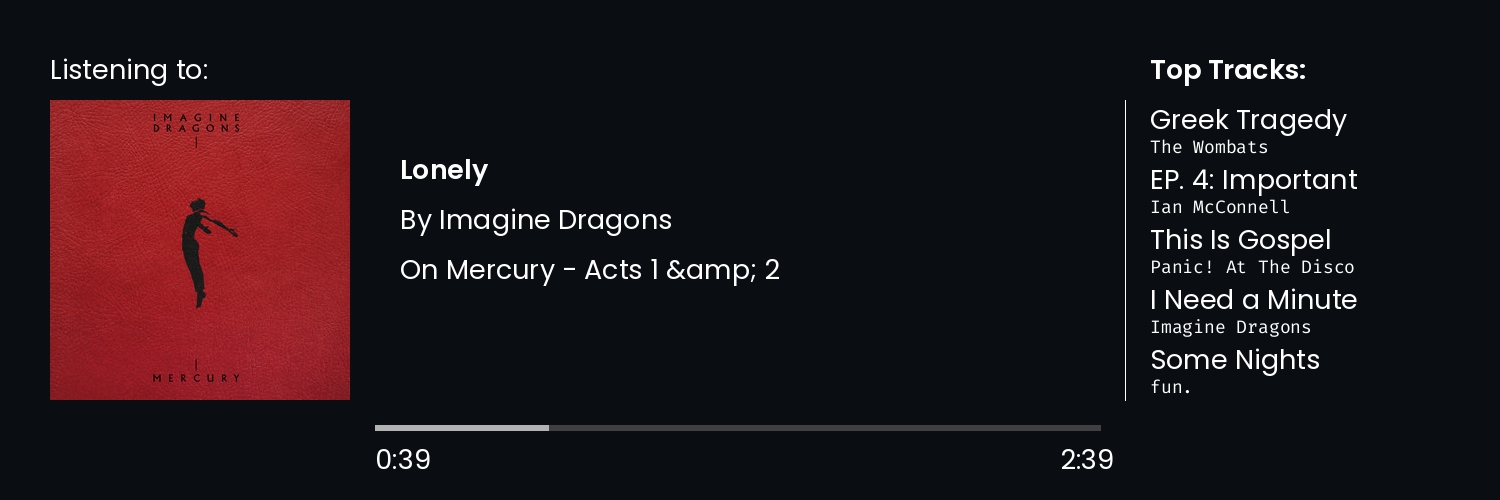 Listening to:
IMAGINE
DRAGONS
MERCURY
Lonely
By Imagine Dragons
On Mercury - Acts 1 &amp; 2
0:39
2:39
Top Tracks:
Greek Tragedy
The Wombats
EP. 4: Important
Ian McConnell
This Is Gospel
Panic! At The Disco
I Need a Minute
Imagine Dragons
Some Nights
fun.